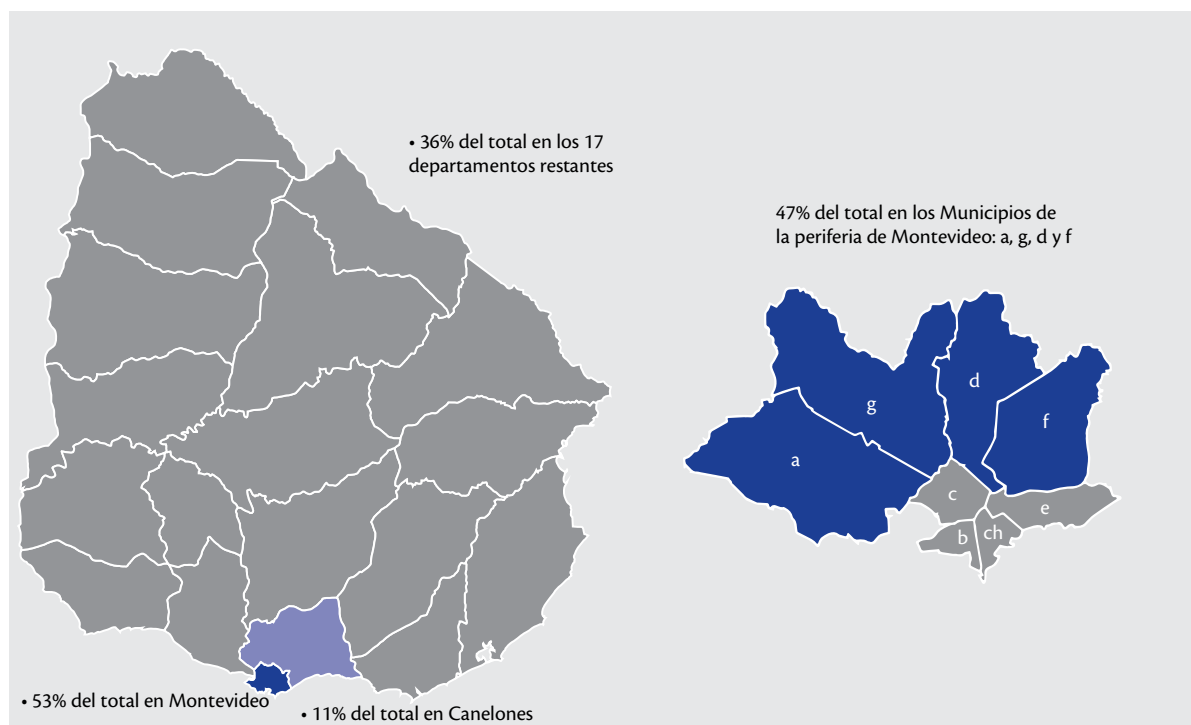 • 36% del total en los 17
departamentos restantes
47% del total en los Municipios de
la periferia de Montevideo: a, g, d y f
d
g
f
a
c
e
b
ch
• 53% del total en Montevideo
• 11% del total en Canelones